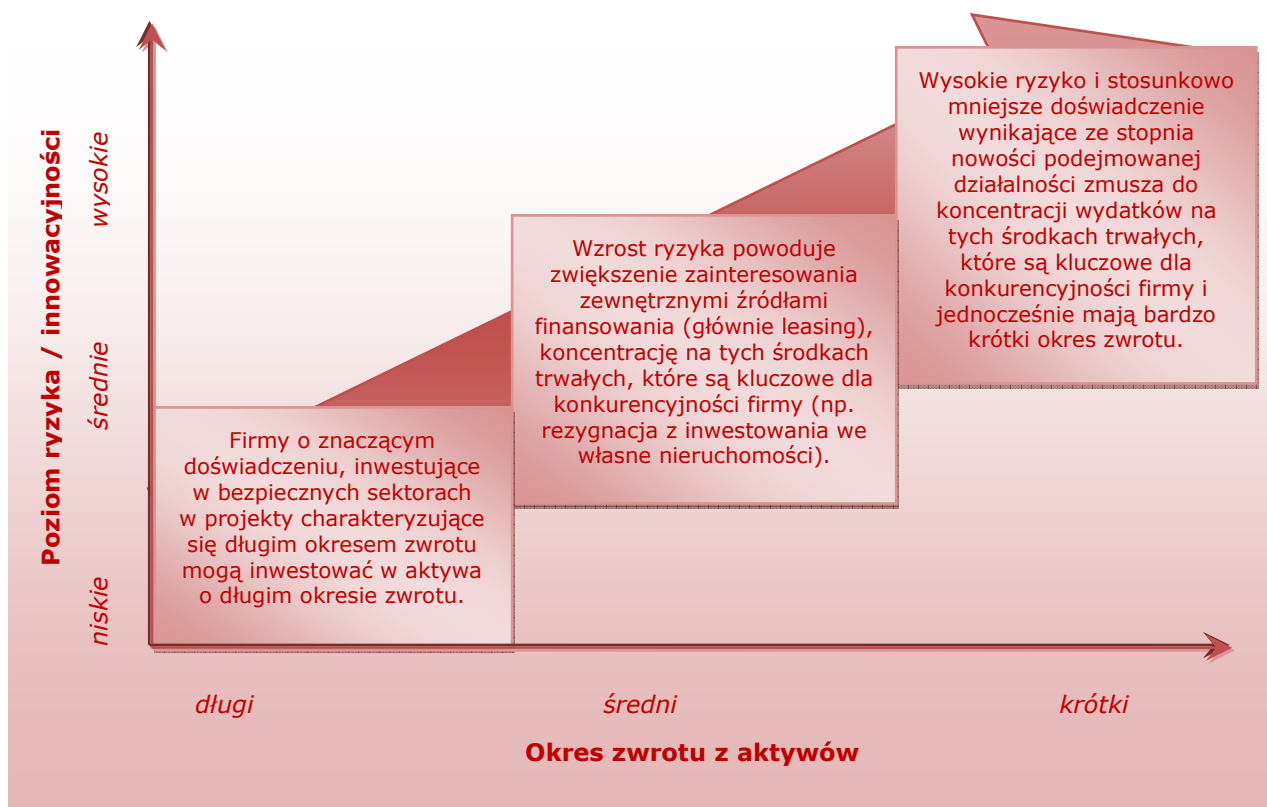 Poziom ryzyka / innowacyjności
wysokie
średnie
niskie
Wysokie ryzyko i stosunkowo
mniejsze doświadczenie
wynikające ze stopnia
nowości podejmowanej
działalności zmusza do
koncentracji wydatków na
tych środkach trwałych,
które są kluczowe dla
konkurencyjności firmy i
jednocześnie mają bardzo
krótki okres zwrotu.
Wzrost ryzyka powoduje
zwiększenie zainteresowania
zewnętrznymi źródłami
finansowania (głównie leasing),
koncentrację na tych środkach
trwałych, które są kluczowe dla
konkurencyjności firmy (np.
rezygnacja z inwestowania we
własne nieruchomości).
Firmy o znaczącym
doświadczeniu, inwestujące
w bezpiecznych sektorach
w projekty charakteryzujące
się długim okresem zwrotu
mogą inwestować w aktywa
o długim okresie zwrotu.
długi
średni
krótki
Okres zwrotu z aktywów